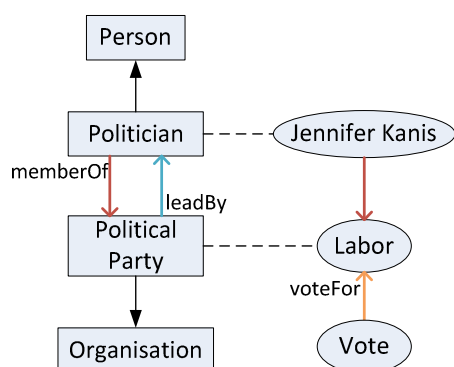 Person
Politician
Jennifer Kanis
memberOf
leadBy
Political
Party
Labor
voteFor
Organisation
Vote